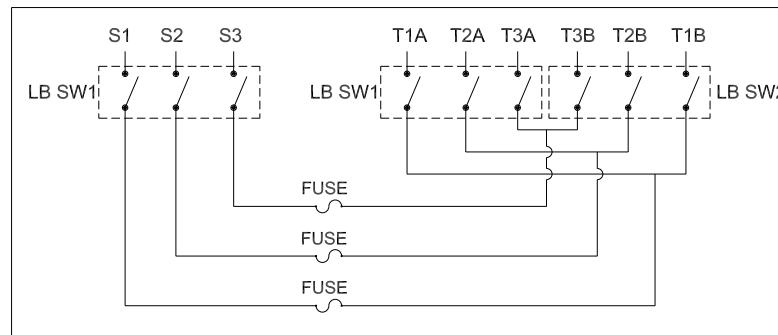 S1 S2 S3 T1A T2A T3A T3B T2B T1B
LB SW1 LB SW1 LB SW2
FUSE
FUSE
FUSE